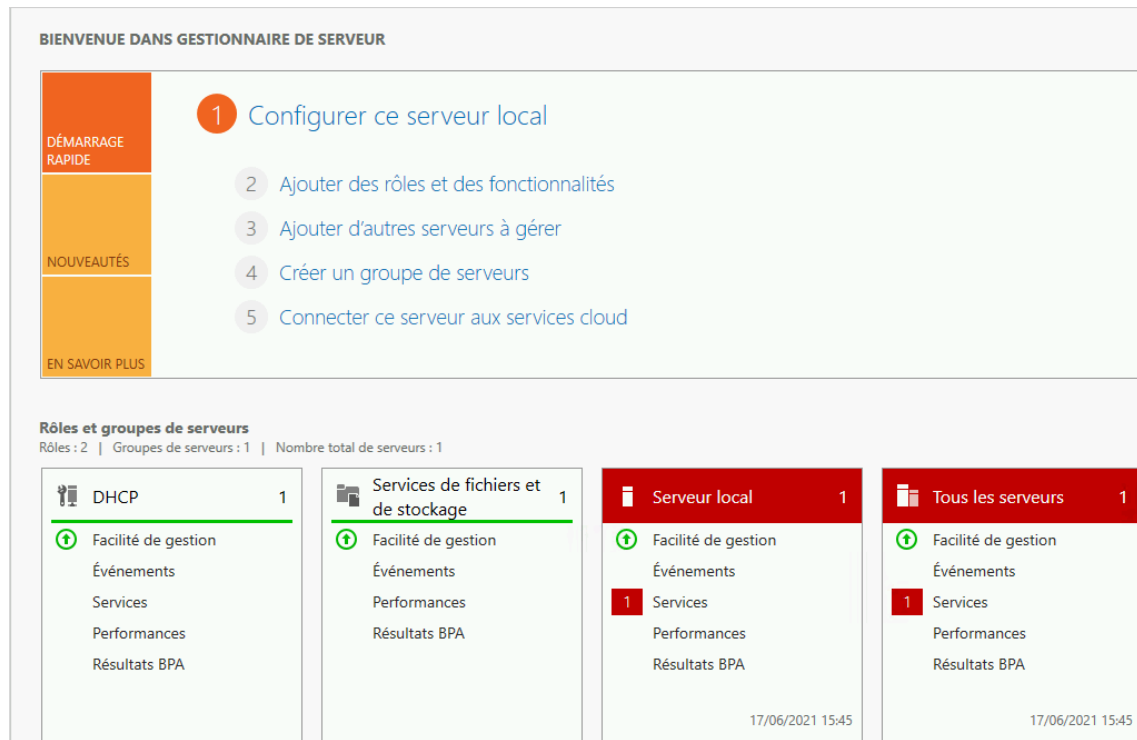 BIENVENUE DANS GESTIONNAIRE DE SERVEUR
DÉMARRAGE
RAPIDE
NOUVEAUTÉS
EN SAVOIR PLUS
1 Configurer ce serveur local
2 Ajouter des rôles et des fonctionnalités
3 Ajouter d'autres serveurs à gérer
4 Créer un groupe de serveurs
5 Connecter ce serveur aux services cloud
Rôles et groupes de serveurs
Rôles : 2 | Groupes de serveurs : 1 | Nombre total de serveurs : 1
DHCP 1
Facilité de gestion
Événements
Services
Performances
Résultats BPA
Services de fichiers et
de stockage 1
Facilité de gestion
Événements
Performances
Résultats BPA
Serveur local 1
Facilité de gestion
Événements
1 Services
Performances
Résultats BPA
17/06/2021 15:45
Tous les serveurs 1
Facilité de gestion
Événements
1 Services
Performances
Résultats BPA
17/06/2021 15:45